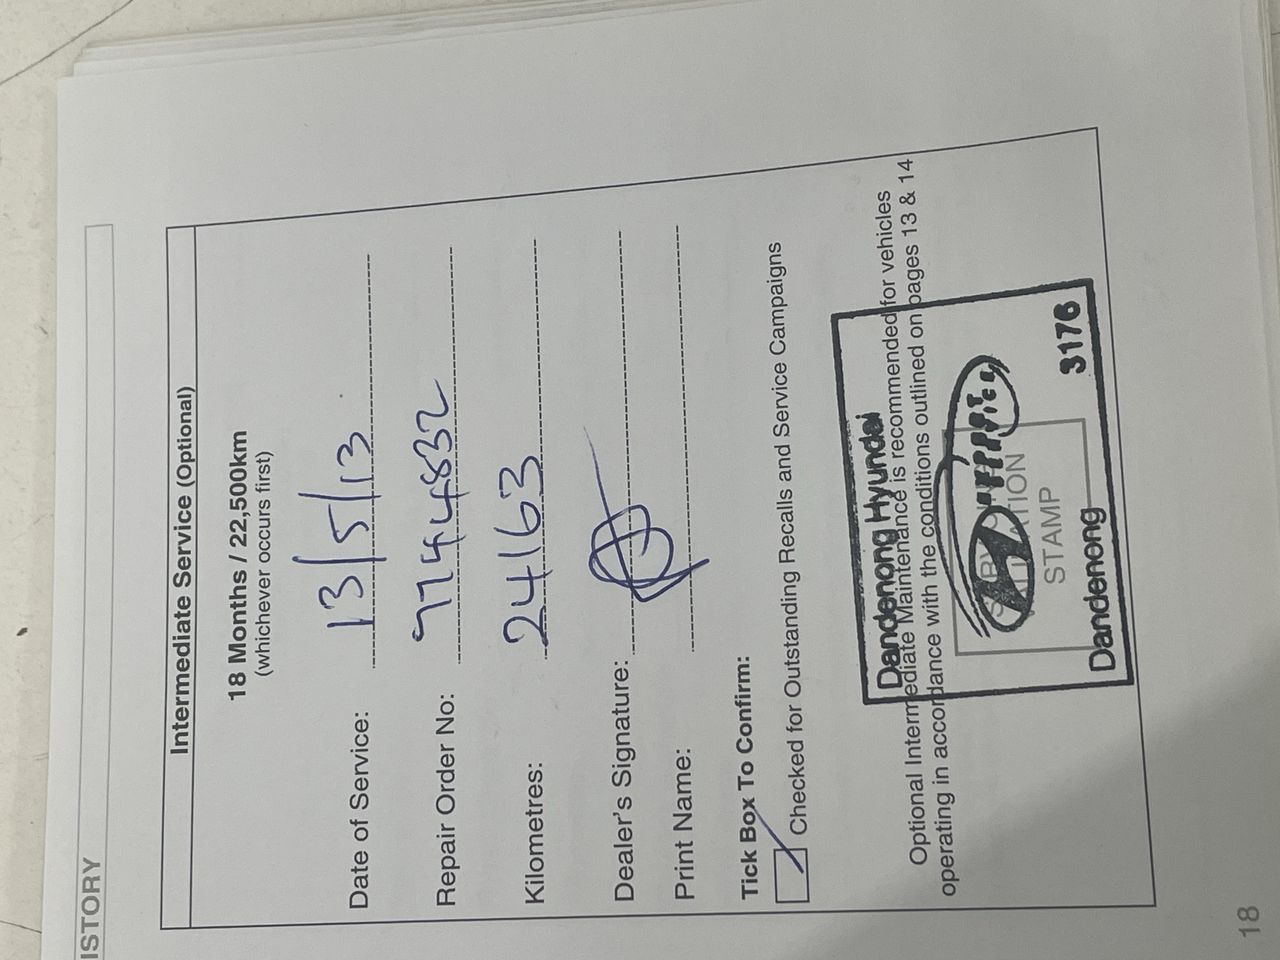 ISTORY
Intermediate Service (Optional)
18 Months / 22,500km
(whichever occurs first)
Date of Service: 13/5/13
Repair Order No: 7744832
Kilometres: 24163
Dealer's Signature:
Print Name:
Tick Box To Confirm:
Checked for Outstanding Recalls and Service Campaigns
Optional Intermediate Maintenance is recommended for vehicles
operating in accordance with the conditions outlined on pages 13 & 14
Dandenong Hyundai
STAMP
Dandenong 3176
18